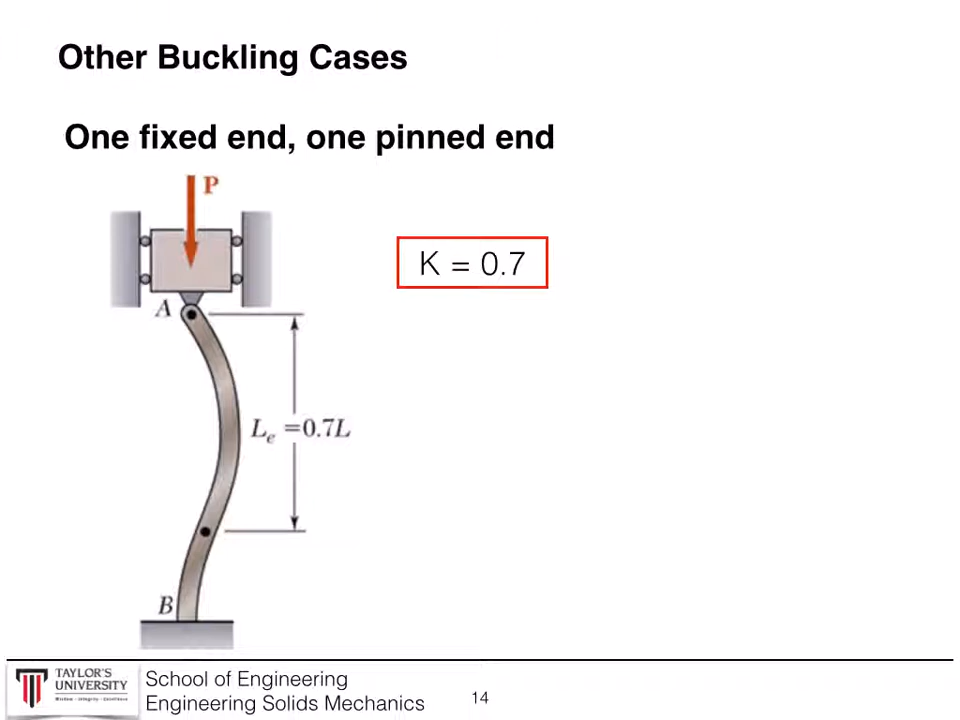 Other Buckling Cases
One fixed end, one pinned end
P
K = 0.7
A
Le =0.7L
B
TAYLOR'S
UNIVERSITY
Wisdom · Integrity · Excellence
School of Engineering
Engineering Solids Mechanics
14